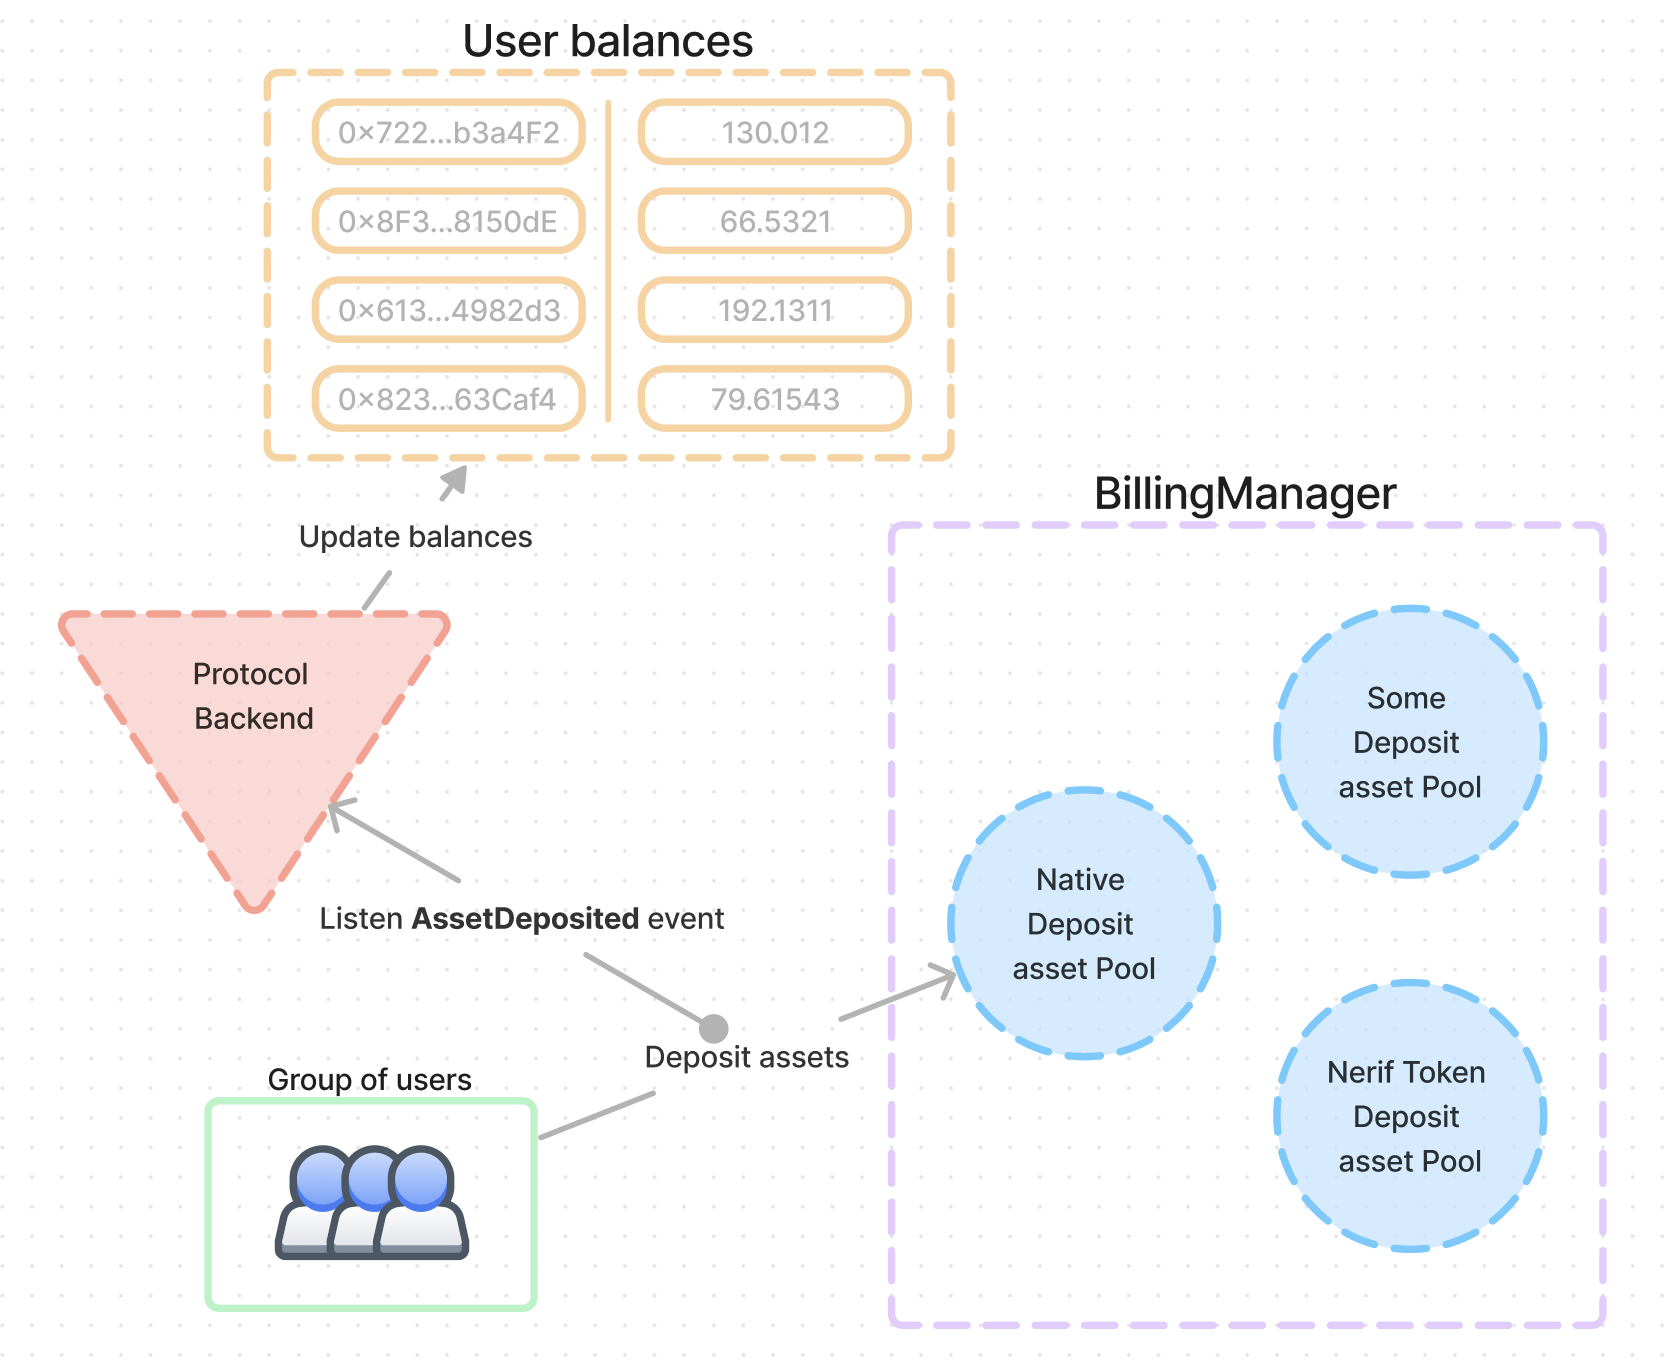 User balances
0×722...b3a4F2
130.012
0×8F3...8150dE
66.5321
0×613...4982d3
192.1311
0×823...63Caf4
79.61543
Update balances
Protocol
Backend
Listen AssetDeposited event
Deposit assets
Group of users
BillingManager
Some
Deposit
asset Pool
Native
Deposit
asset Pool
Nerif Token
Deposit
asset Pool